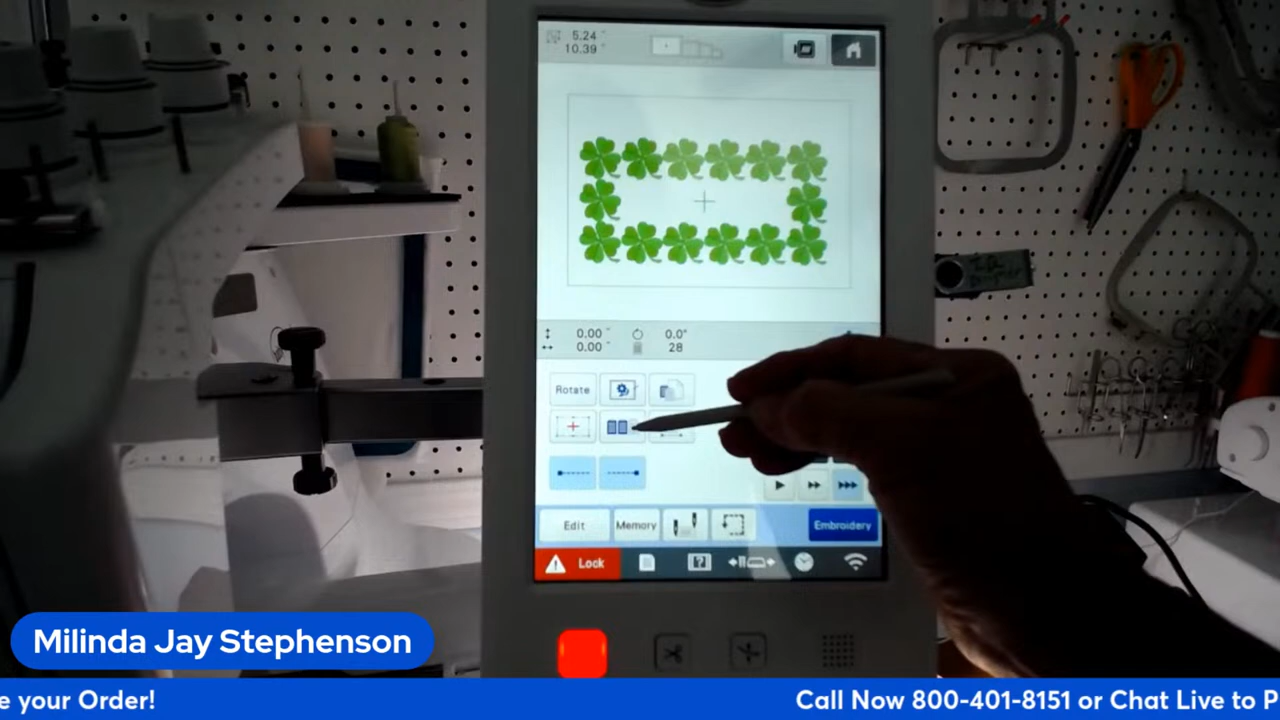 5.24 "
10.39 "
0.00 " 0.0°
0.00 " 28
Rotate
Edit Memory Embroidery
Lock
Milinda Jay Stephenson
e your Order!
Call Now 800-401-8151 or Chat Live to P